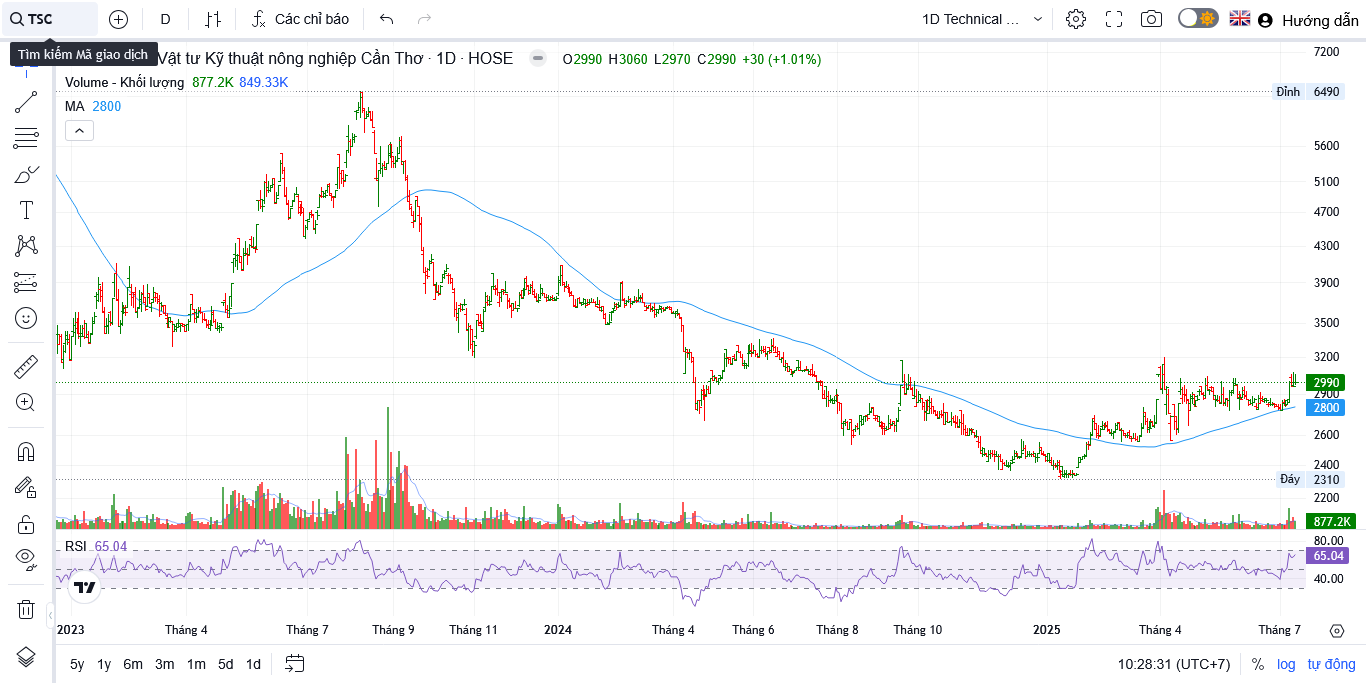 TSC
D
Các chỉ báo
1D Technical ...
Hướng dẫn
Tìm kiếm Mã giao dịch
Vật tư Kỹ thuật nông nghiệp Cần Thơ · 1D · HOSE
O2990 H3060 L2970 C2990 +30 (+1.01%)
Volume - Khối lượng 877.2K 849.33K
MA 2800
7200
Đỉnh 6490
5600
5100
4700
4300
3900
3500
3200
2990
2900
2800
2600
2400
Đáy 2310
2200
877.2K
RSI 65.04
80.00
65.04
40.00
2023 Tháng 4 Tháng 7 Tháng 9 Tháng 11 2024 Tháng 4 Tháng 6 Tháng 8 Tháng 10 2025 Tháng 4 Tháng 7
5y 1y 6m 3m 1m 5d 1d
10:28:31 (UTC+7) % log tự động